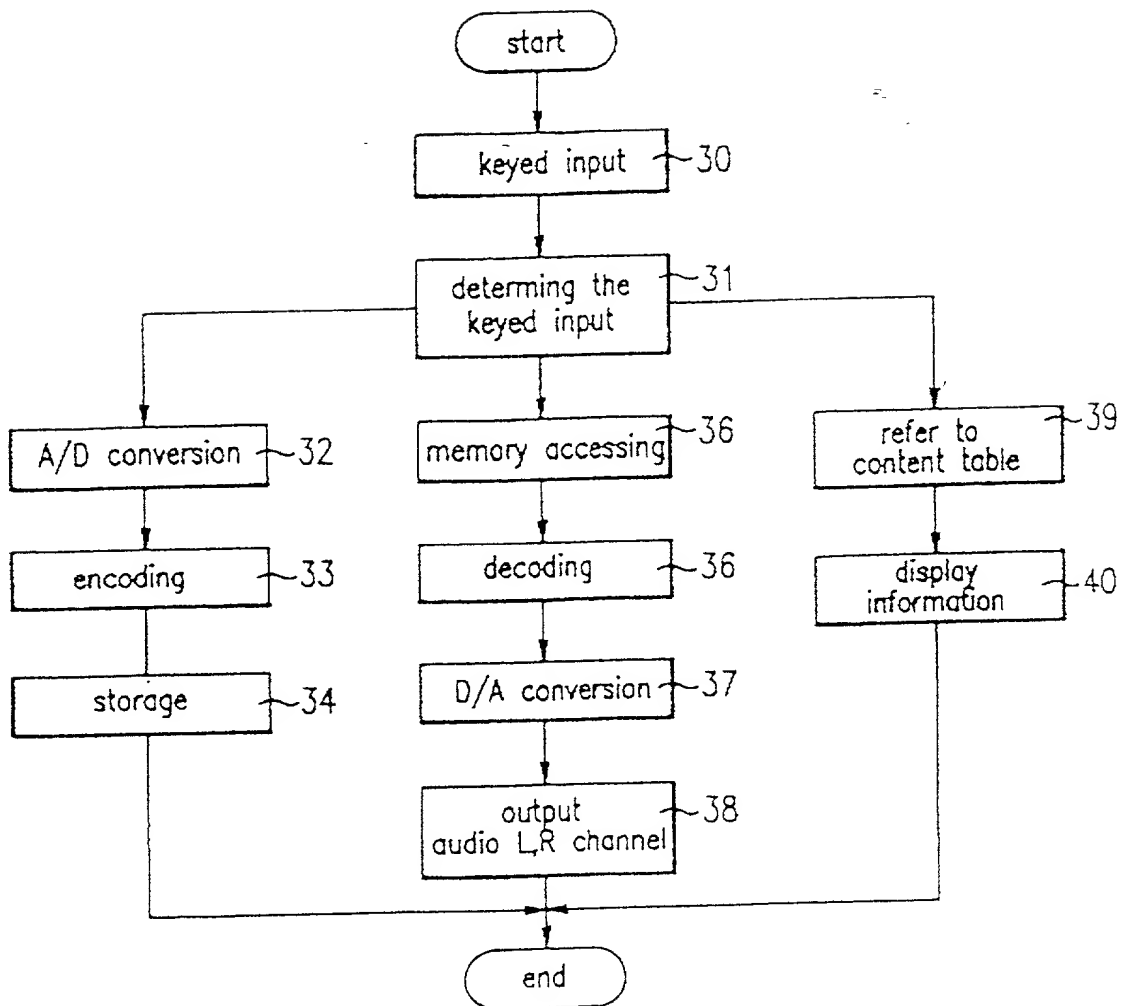 start
keyed input
30
determing the
keyed input
31
A/D conversion
32
memory accessing
36
refer to
content table
39
encoding
33
decoding
36
display
information
40
storage
34
D/A conversion
37
output
audio L,R channel
38
end